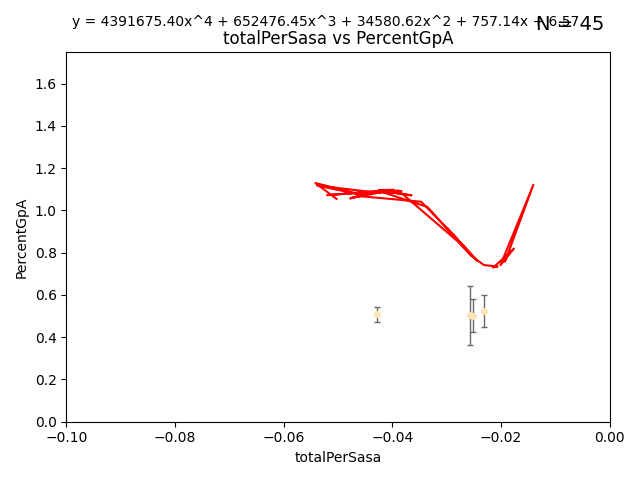 y = 4391675.40x^4 + 652476.45x^3 + 34580.62x^2 + 757.14x + 6.57
N = 45
totalPerSasa vs PercentGpA
PercentGpA
1.6
1.4
1.2
1.0
0.8
0.6
0.4
0.2
0.0
−0.10 −0.08 −0.06 −0.04 −0.02 0.00
totalPerSasa